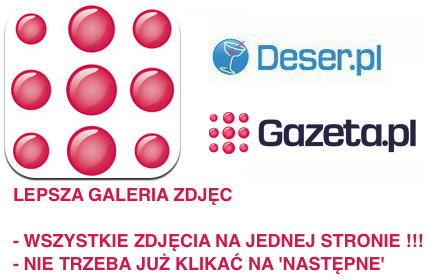 Deser.pl
Gazeta.pl
LEPSZA GALERIA ZDJĘC
- WSZYSTKIE ZDJĘCIA NA JEDNEJ STRONIE !!!
- NIE TRZEBA JUŻ KLIKAĆ NA 'NASTĘPNE'